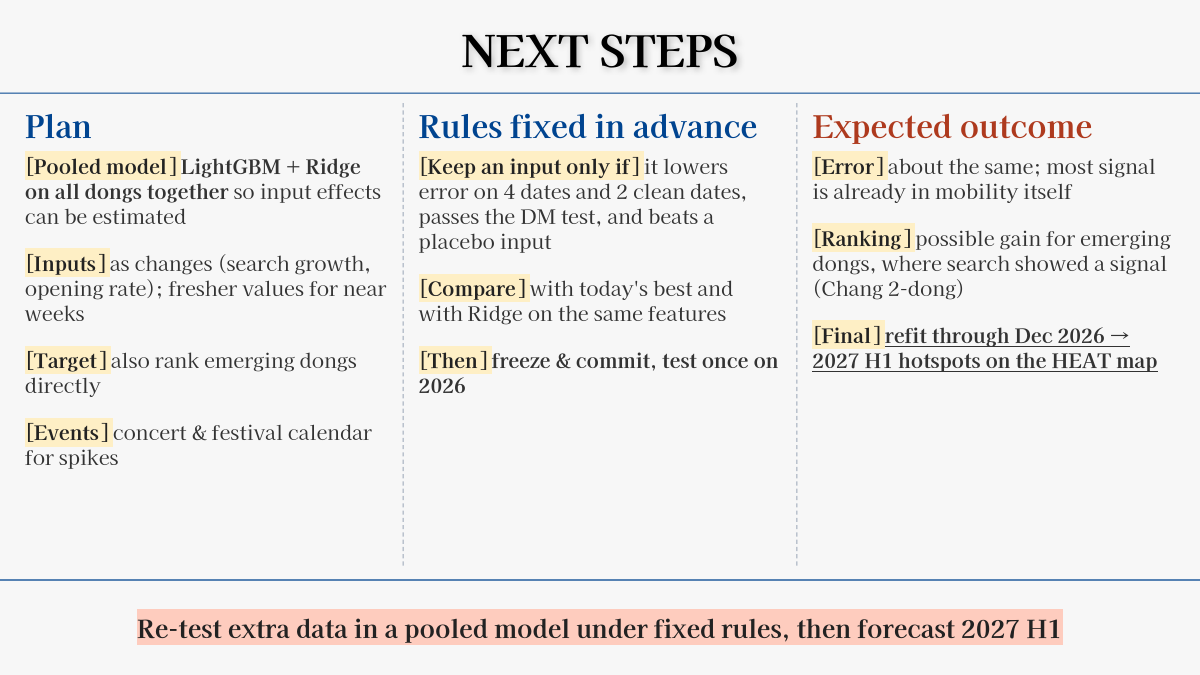 NEXT STEPS
Plan
[Pooled model] LightGBM + Ridge
on all dongs together so input effects
can be estimated
[Inputs] as changes (search growth,
opening rate); fresher values for near
weeks
[Target] also rank emerging dongs
directly
[Events] concert & festival calendar
for spikes
Rules fixed in advance
[Keep an input only if] it lowers
error on 4 dates and 2 clean dates,
passes the DM test, and beats a
placebo input
[Compare] with today's best and
with Ridge on the same features
[Then] freeze & commit, test once on
2026
Expected outcome
[Error] about the same; most signal
is already in mobility itself
[Ranking] possible gain for emerging
dongs, where search showed a signal
(Chang 2-dong)
[Final] refit through Dec 2026 →
2027 H1 hotspots on the HEAT map
Re-test extra data in a pooled model under fixed rules, then forecast 2027 H1